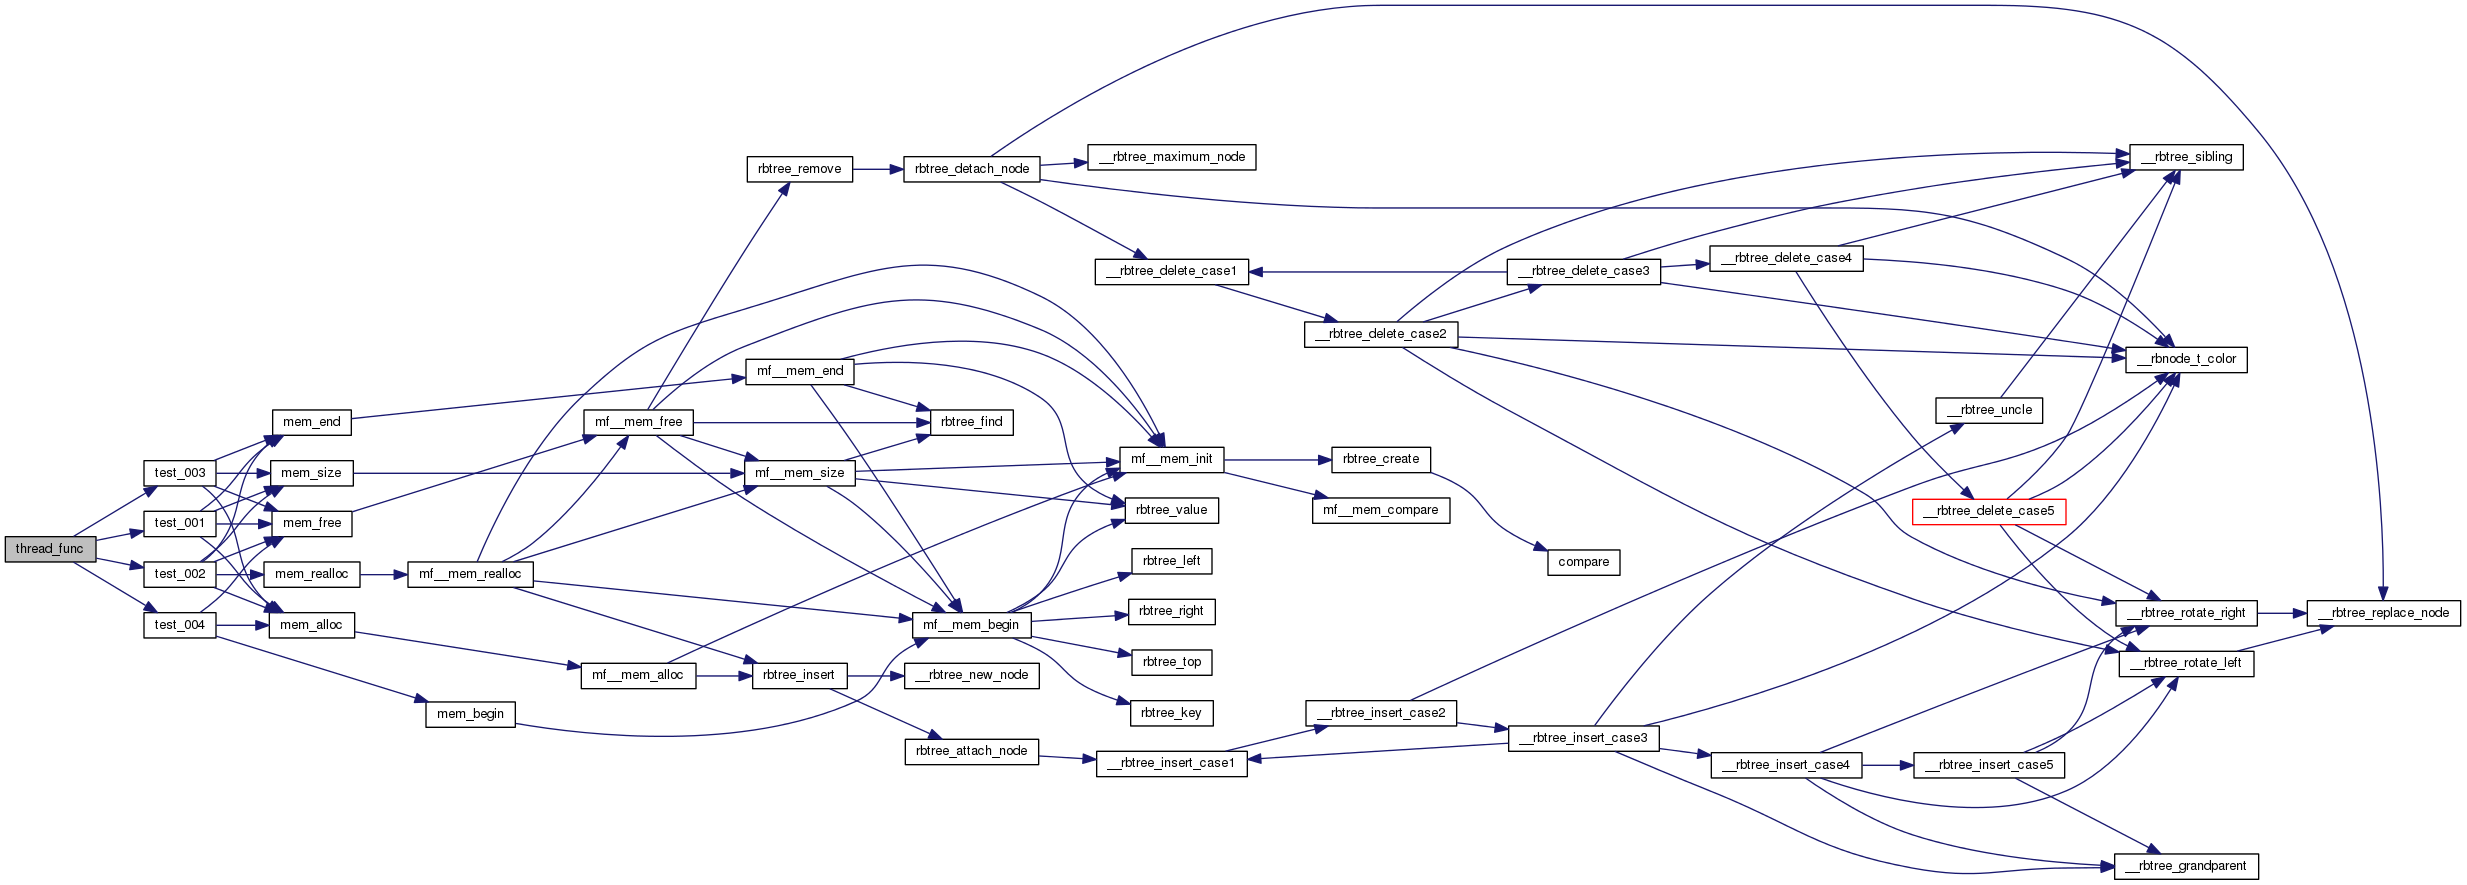 thread_func
test_003
test_001
test_002
test_004
mem_end
mem_size
mem_free
mem_realloc
mem_alloc
mem_begin
mf__mem_realloc
mf__mem_free
mf__mem_alloc
rbtree_remove
mf__mem_end
mf__mem_size
rbtree_insert
rbtree_detach_node
rbtree_find
mf__mem_begin
__rbtree_new_node
rbtree_attach_node
__rbtree_maximum_node
__rbtree_delete_case1
mf__mem_init
rbtree_value
rbtree_left
rbtree_right
rbtree_top
rbtree_key
__rbtree_insert_case1
__rbtree_delete_case2
rbtree_create
mf__mem_compare
__rbtree_insert_case2
__rbtree_delete_case3
compare
__rbtree_insert_case3
__rbtree_delete_case4
__rbtree_insert_case4
__rbtree_uncle
__rbtree_delete_case5
__rbtree_insert_case5
__rbtree_sibling
__rbnode_t_color
__rbtree_rotate_right
__rbtree_rotate_left
__rbtree_grandparent
__rbtree_replace_node